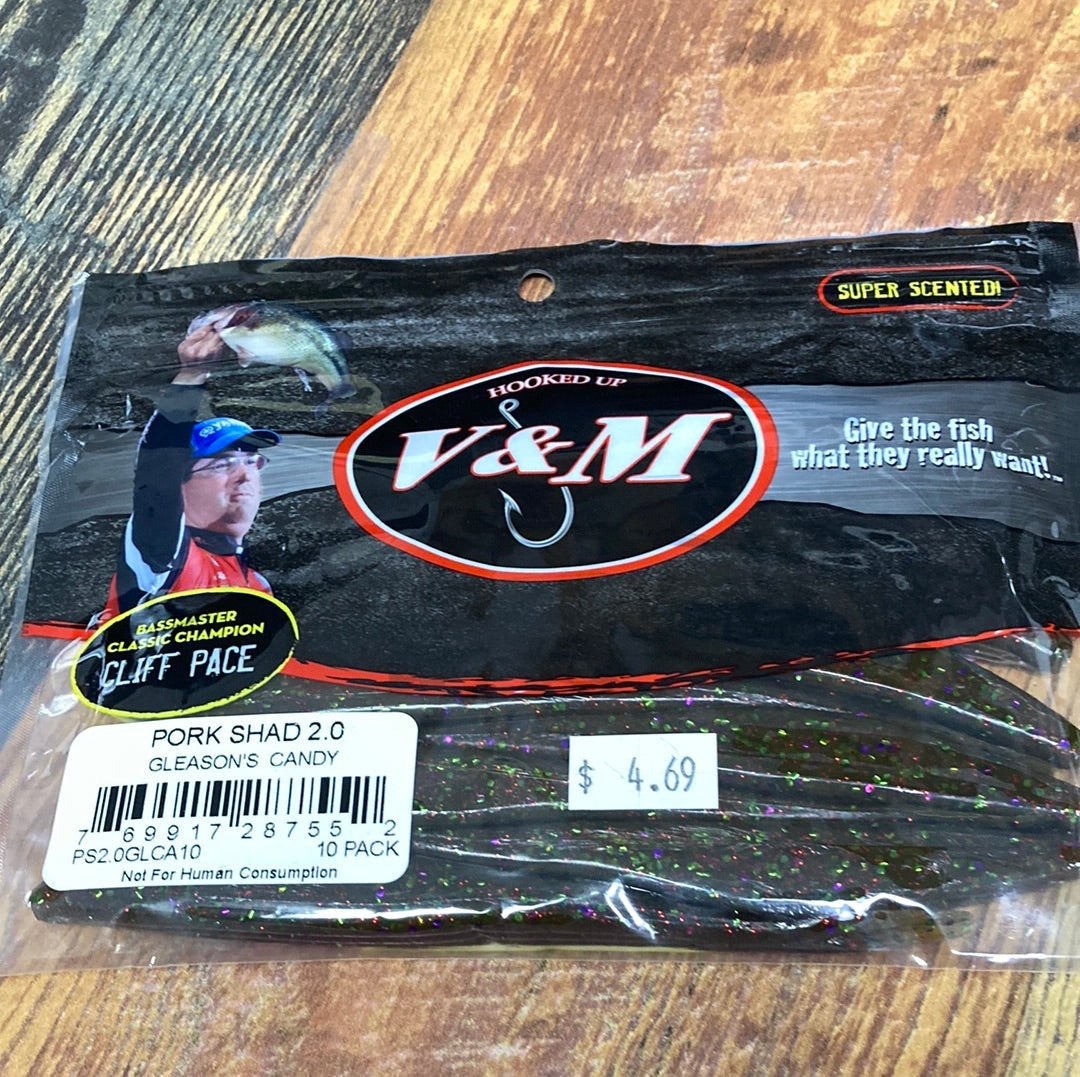 SUPER SCENTED!
HOOKED UP
V&M
Give the fish
what they really want!
BASSMASTER
CLASSIC CHAMPION
CLIFF PACE
PORK SHAD 2.0
GLEASON'S CANDY
$ 4.69
7 69917 28755 2
PS2.0GLCA10 10 PACK
Not For Human Consumption